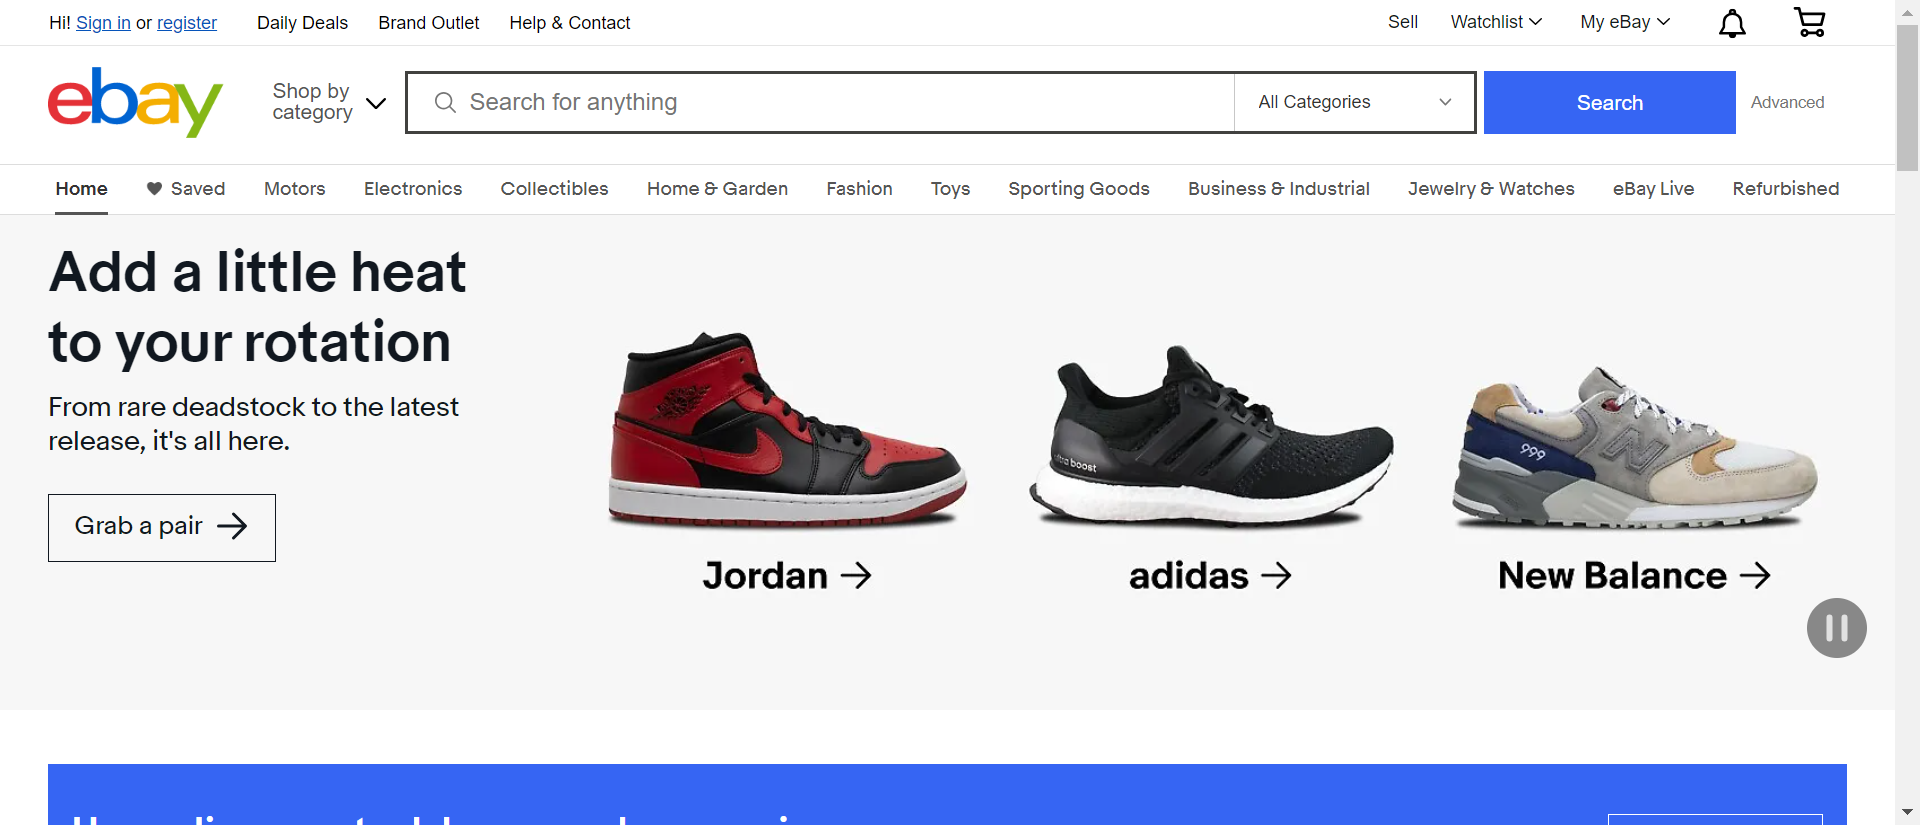 Hi! Sign in or register
Daily Deals
Brand Outlet
Help & Contact
Sell
Watchlist
My eBay
ebay
Shop by
category
Search for anything
All Categories
Search
Advanced
Home
Saved
Motors
Electronics
Collectibles
Home & Garden
Fashion
Toys
Sporting Goods
Business & Industrial
Jewelry & Watches
eBay Live
Refurbished
Add a little heat
to your rotation
From rare deadstock to the latest
release, it's all here.
Grab a pair
ultra boost
999
N
Jordan
adidas
New Balance